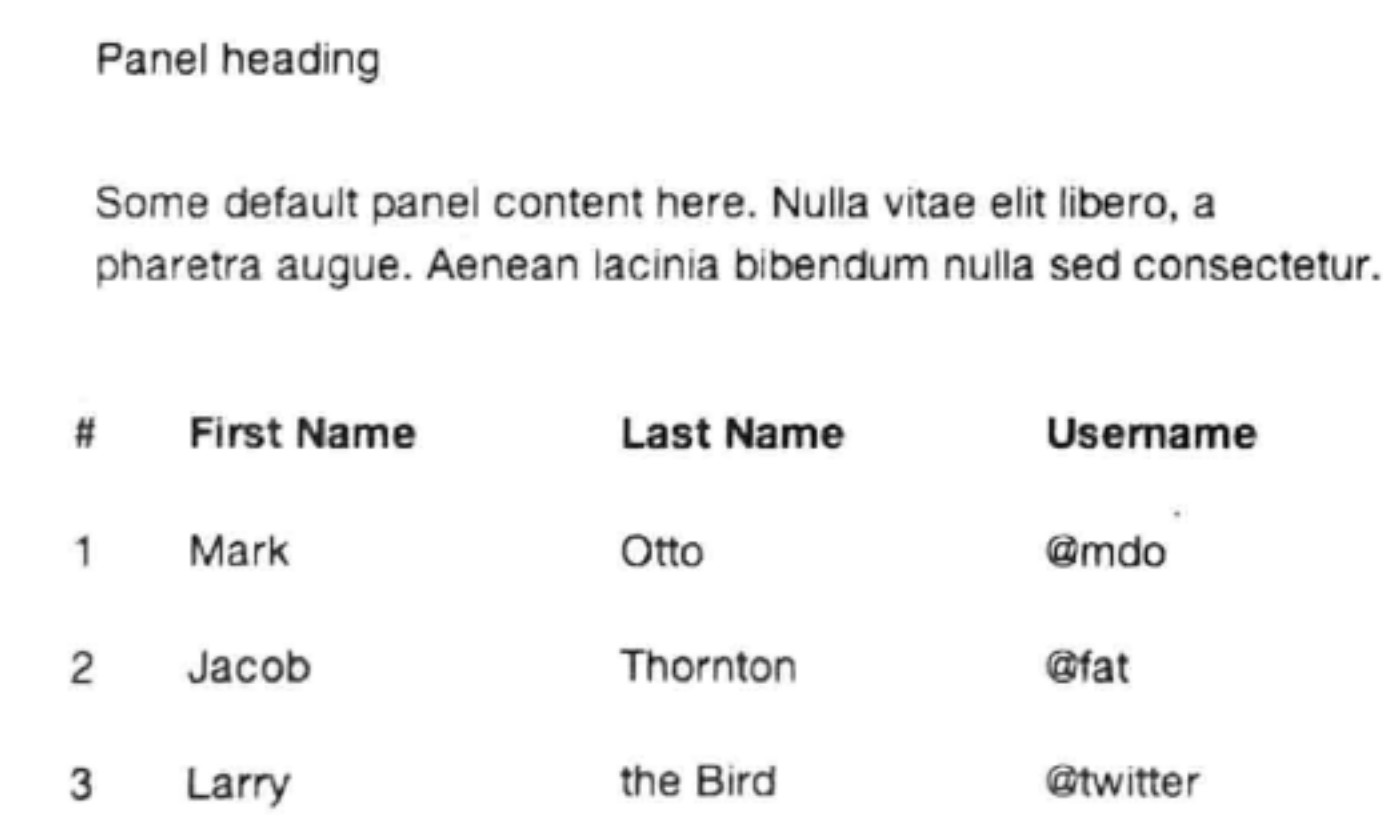 Panel heading
Some default panel content here. Nulla vitae elit libero, a
pharetra augue. Aenean lacinia bibendum nulla sed consectetur.
# First Name Last Name Username
1 Mark Otto @mdo
2 Jacob Thornton @fat
3 Larry the Bird @twitter